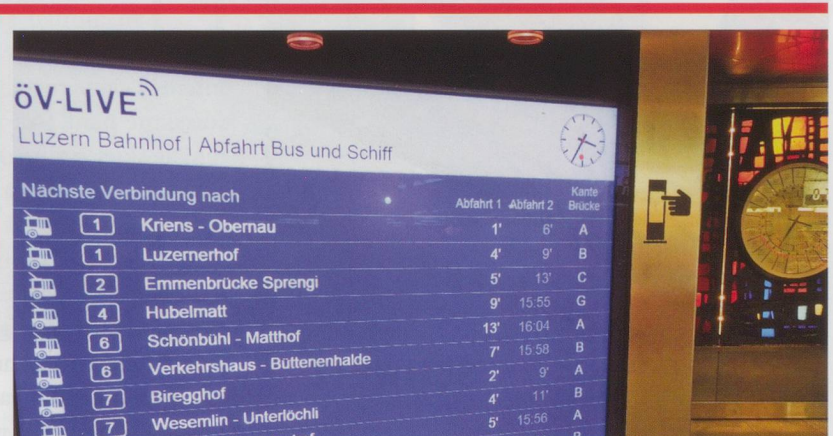 öV-LIVE
Luzern Bahnhof | Abfahrt Bus und Schiff
Nächste Verbindung nach Abfahrt 1 Abfahrt 2 Kante Brücke
1 Kriens - Obernau 1' 6' A
1 Luzernerhof 4' 9' B
2 Emmenbrücke Sprengi 5' 13' C
4 Hubelmatt 9' 15:55 G
6 Schönbühl - Matthof 13' 16:04 A
6 Verkehrshaus - Büttenenhalde 7' 15:58 B
7 Biregghof 2' 9' A
7 Wesemlin - Unterlöchli 4' 11' B
5' 15:56 A